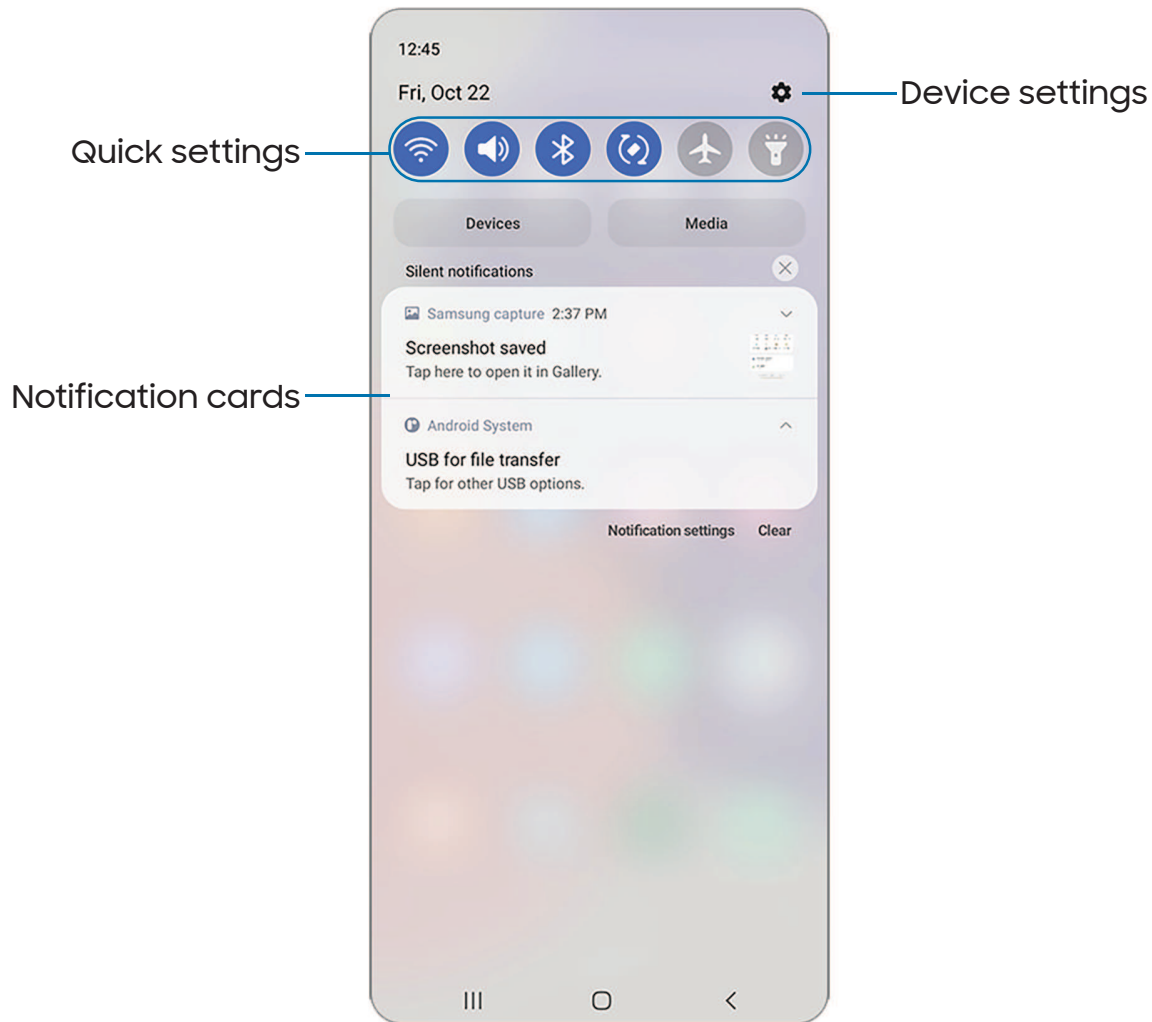 12:45
Fri, Oct 22
Device settings
Quick settings
Devices
Media
Silent notifications
Samsung capture 2:37 PM
Screenshot saved
Tap here to open it in Gallery.
Notification cards
Android System
USB for file transfer
Tap for other USB options.
Notification settings
Clear